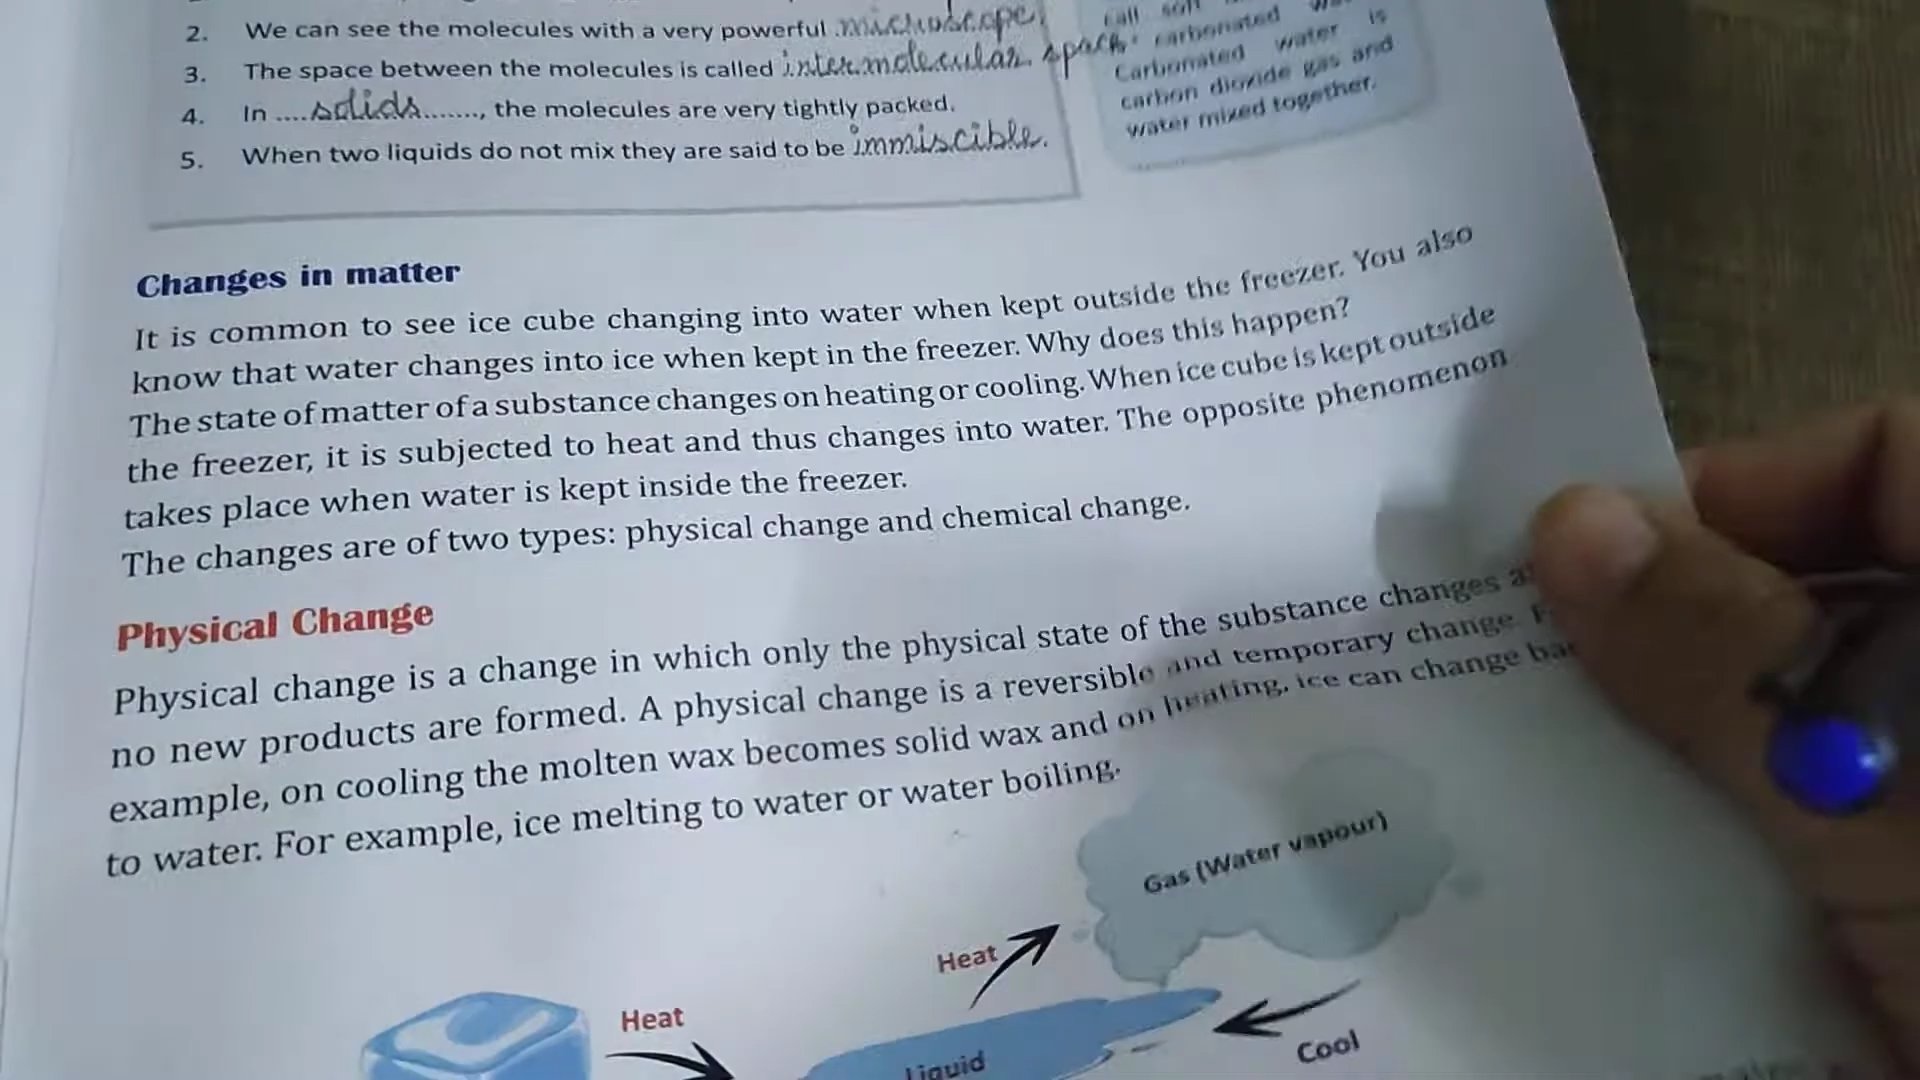 2. We can see the molecules with a very powerful microscope.
3. The space between the molecules is called intermolecular space.
4. In ....solids......., the molecules are very tightly packed.
5. When two liquids do not mix they are said to be immiscible.
call
carbonated
Carbonated water is
carbon dioxide gas and
water mixed together.
Changes in matter
It is common to see ice cube changing into water when kept outside the freezer. You also
know that water changes into ice when kept in the freezer. Why does this happen?
The state of matter of a substance changes on heating or cooling. When ice cube is kept outside
the freezer, it is subjected to heat and thus changes into water. The opposite phenomenon
takes place when water is kept inside the freezer.
The changes are of two types: physical change and chemical change.
Physical Change
Physical change is a change in which only the physical state of the substance changes
no new products are formed. A physical change is a reversible and temporary change.
example, on cooling the molten wax becomes solid wax and on heating, ice can change
to water. For example, ice melting to water or water boiling.
Gas (Water vapour)
Heat
Heat
Liquid
Cool